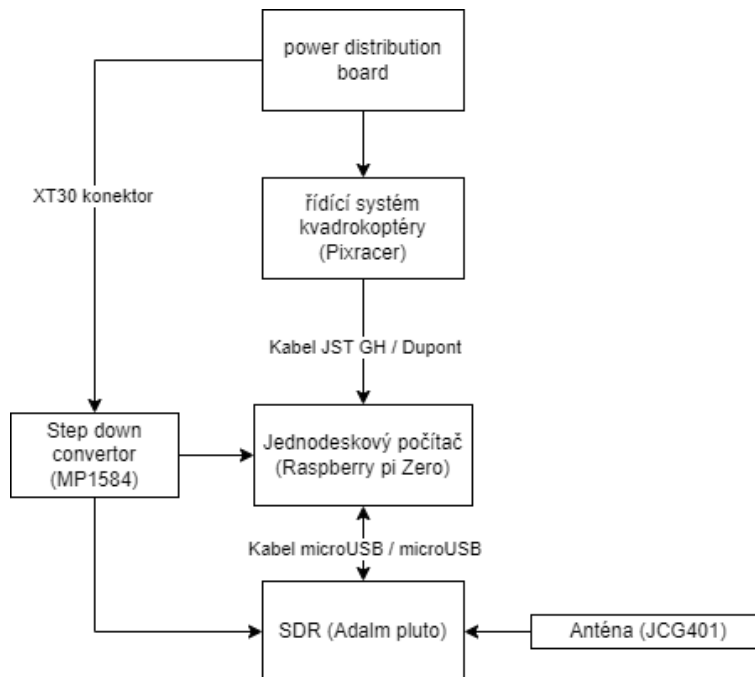 power distribution
board
XT30 konektor
řídící systém
kvadrokoptéry
(Pixracer)
Kabel JST GH / Dupont
Step down
convertor
(MP1584)
Jednodeskový počítač
(Raspberry pi Zero)
Kabel microUSB / microUSB
SDR (Adalm pluto)
Anténa (JCG401)